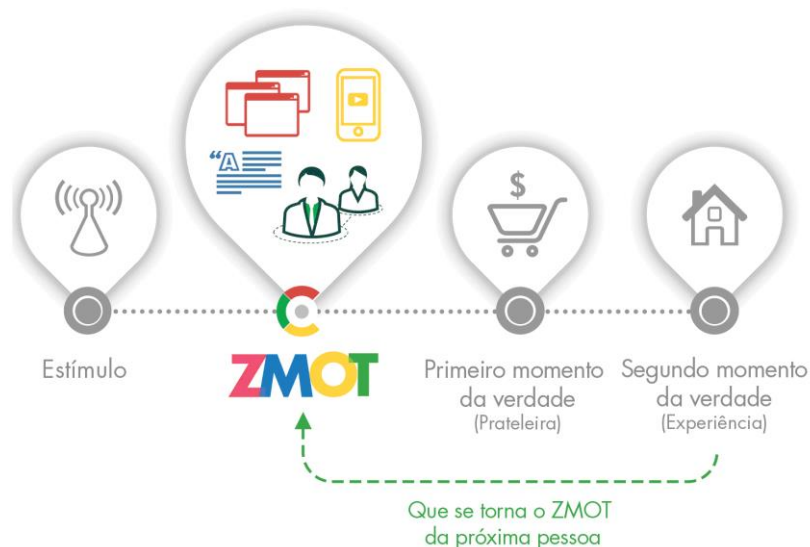 “A
$
Estímulo
ZMOT
Primeiro momento
da verdade
(Prateleira)
Segundo momento
da verdade
(Experiência)
Que se torna o ZMOT
da próxima pessoa